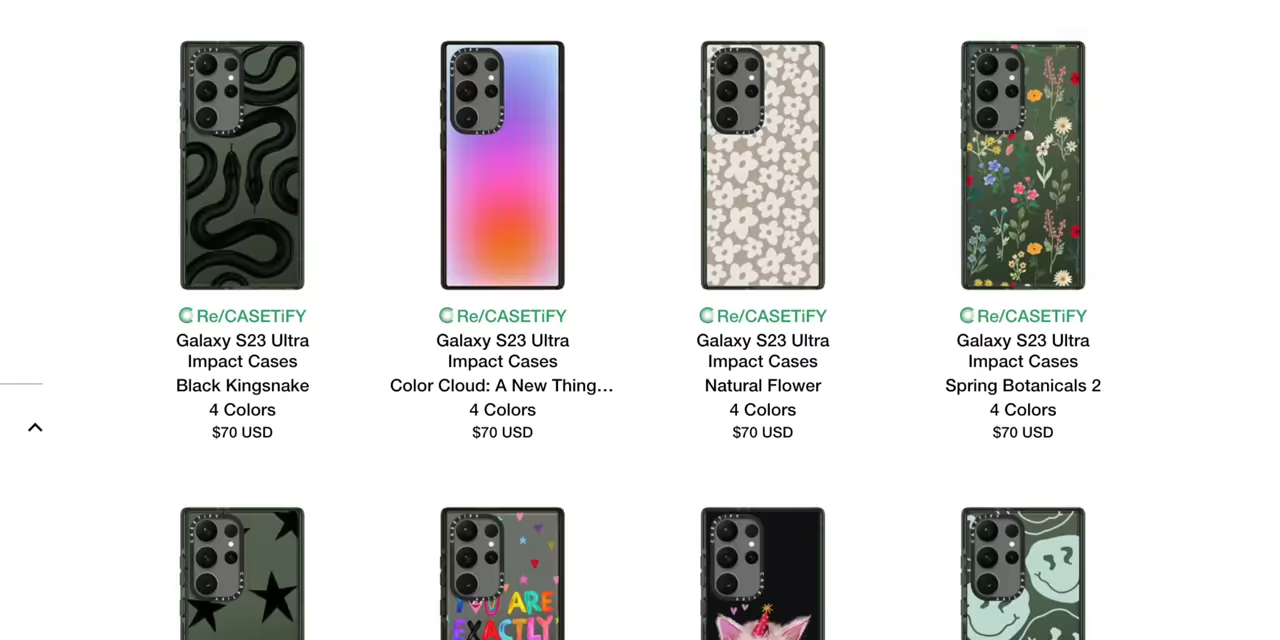 Re/CASETiFY
Galaxy S23 Ultra
Impact Cases
Black Kingsnake
4 Colors
$70 USD
Re/CASETiFY
Galaxy S23 Ultra
Impact Cases
Color Cloud: A New Thing...
4 Colors
$70 USD
Re/CASETiFY
Galaxy S23 Ultra
Impact Cases
Natural Flower
4 Colors
$70 USD
Re/CASETiFY
Galaxy S23 Ultra
Impact Cases
Spring Botanicals 2
4 Colors
$70 USD
YOU ARE
EXACTLY